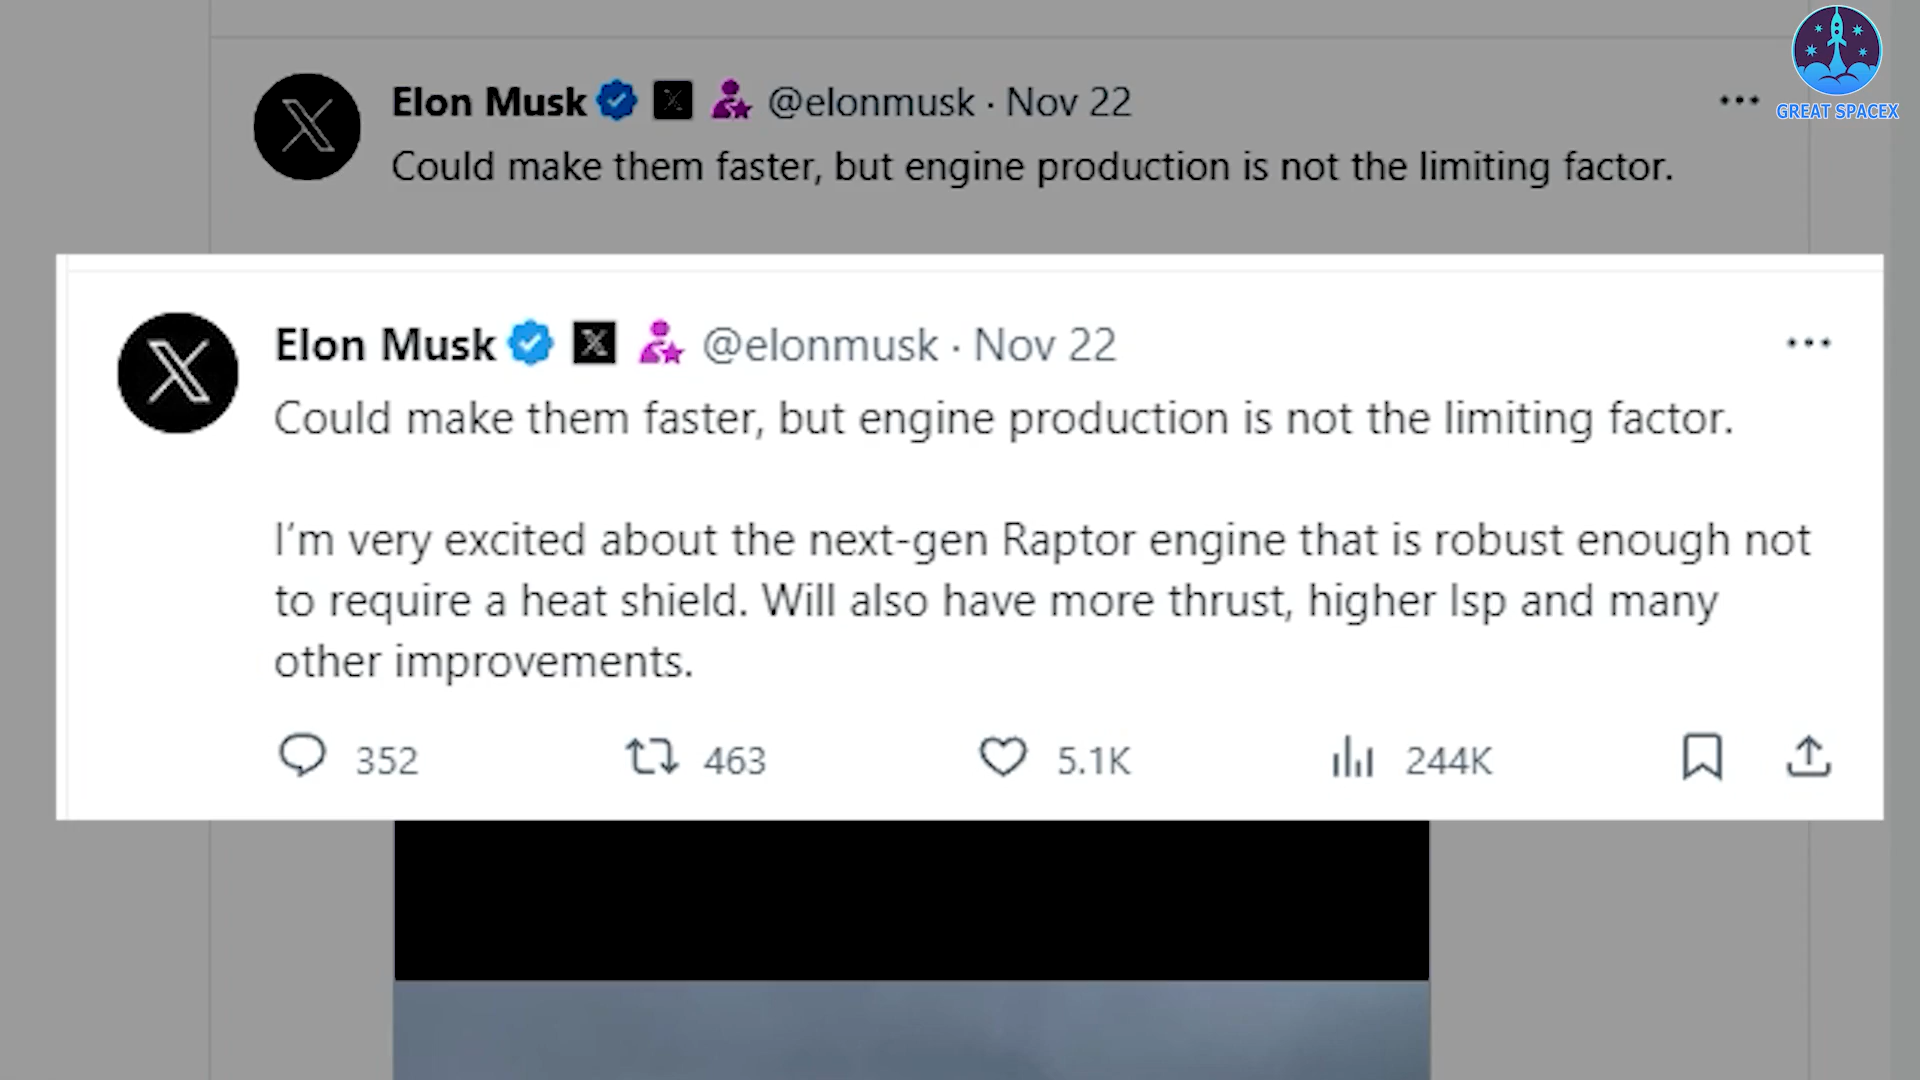 Elon Musk @elonmusk · Nov 22
Could make them faster, but engine production is not the limiting factor.
GREAT SPACEX
Elon Musk @elonmusk · Nov 22
Could make them faster, but engine production is not the limiting factor.
I'm very excited about the next-gen Raptor engine that is robust enough not
to require a heat shield. Will also have more thrust, higher Isp and many
other improvements.
352 463 5.1K 244K